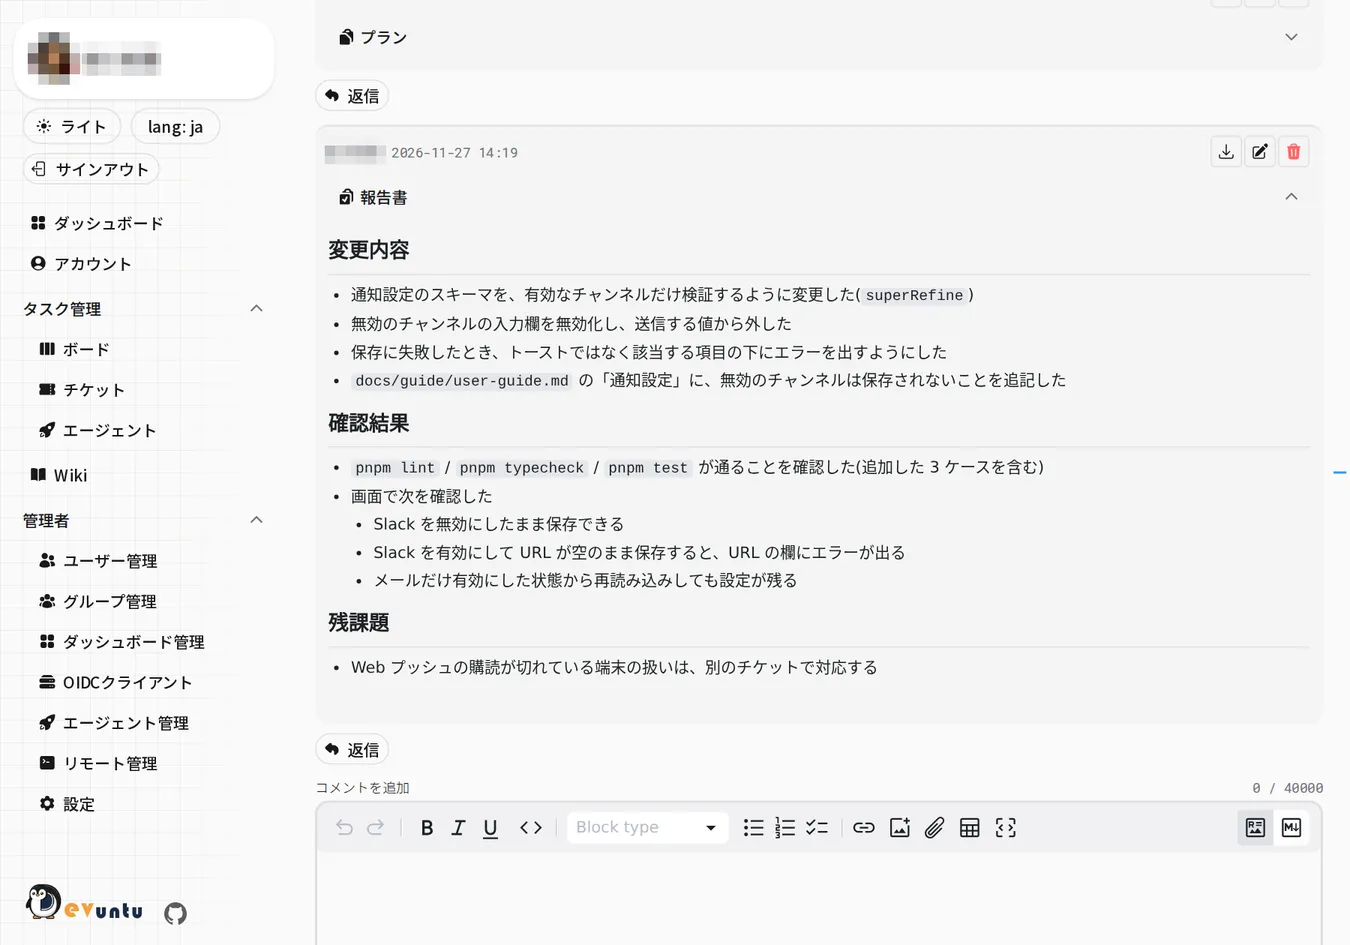 ライト
lang: ja
サインアウト
ダッシュボード
アカウント
タスク管理
ボード
チケット
エージェント
Wiki
管理者
ユーザー管理
グループ管理
ダッシュボード管理
OIDCクライアント
エージェント管理
リモート管理
設定
evuntu
プラン
返信
2026-11-27 14:19
報告書
変更内容
• 通知設定のスキーマを、有効なチャンネルだけ検証するように変更した(superRefine)
• 無効のチャンネルの入力欄を無効化し、送信する値から外した
• 保存に失敗したとき、トーストではなく該当する項目の下にエラーを出すようにした
• docs/guide/user-guide.md の「通知設定」に、無効のチャンネルは保存されないことを追記した
確認結果
• pnpm lint / pnpm typecheck / pnpm test が通ることを確認した(追加した 3 ケースを含む)
• 画面で次を確認した
• Slack を無効にしたまま保存できる
• Slack を有効にして URL が空のまま保存すると、URL の欄にエラーが出る
• メールだけ有効にした状態から再読み込みしても設定が残る
残課題
• Web プッシュの購読が切れている端末の扱いは、別のチケットで対応する
返信
コメントを追加
0 / 40000
Block type